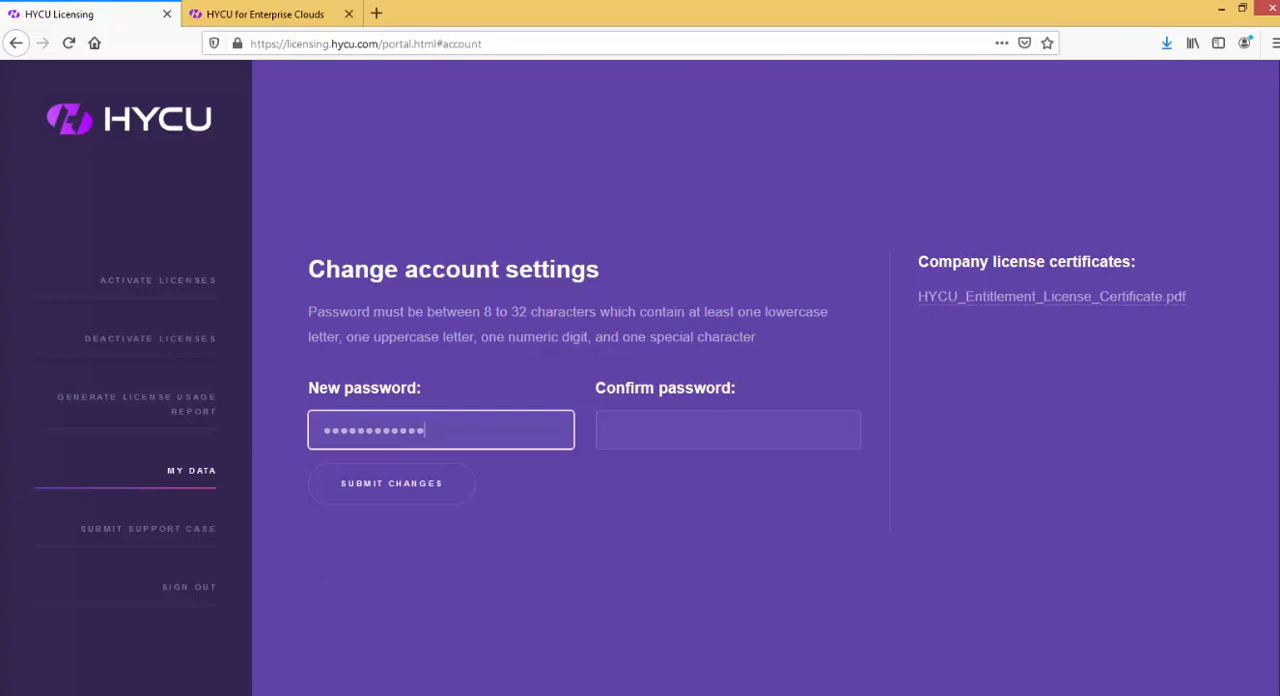 HYCU Licensing
HYCU for Enterprise Clouds
https://licensing.hycu.com/portal.html#account
HYCU
ACTIVATE LICENSES
DEACTIVATE LICENSES
GENERATE LICENSE USAGE
REPORT
MY DATA
SUBMIT SUPPORT CASE
SIGN OUT
Change account settings
Password must be between 8 to 32 characters which contain at least one lowercase
letter, one uppercase letter, one numeric digit, and one special character
New password:
Confirm password:
●●●●●●●●●●●●
SUBMIT CHANGES
Company license certificates:
HYCU_Entitlement_License_Certificate.pdf